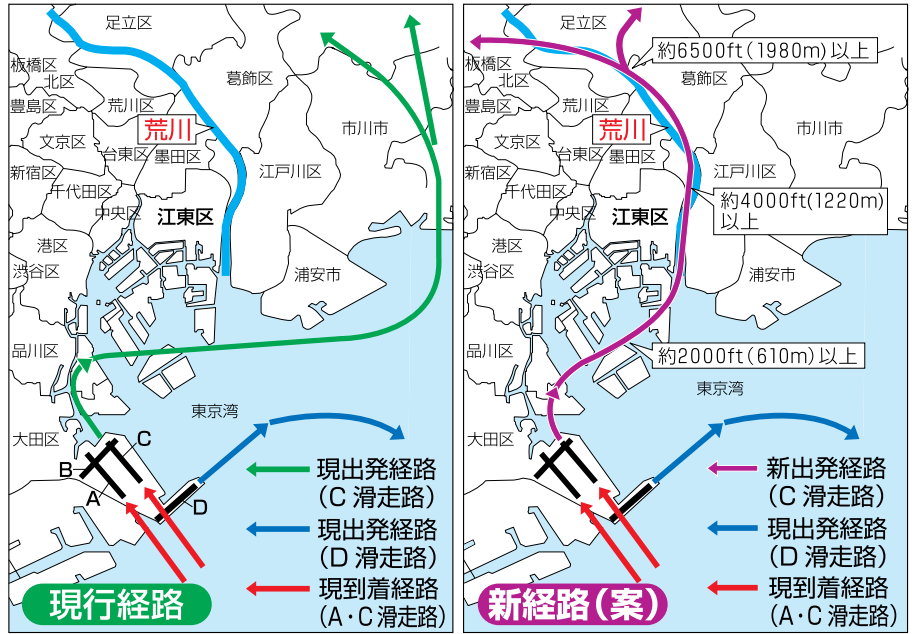 足立区
板橋区
北区
葛飾区
豊島区
荒川区
荒川
市川市
文京区
台東区
墨田区
江戸川区
新宿区
千代田区
中央区
江東区
港区
渋谷区
浦安市
品川区
東京湾
大田区
C
B
A
D
現出発経路
(C滑走路)
現出発経路
(D滑走路)
現到着経路
(A・C滑走路)
現行経路
足立区
約6500ft(1980m)以上
板橋区
北区
葛飾区
豊島区
荒川区
荒川
市川市
文京区
台東区
墨田区
江戸川区
新宿区
千代田区
約4000ft(1220m)
以上
中央区
江東区
港区
渋谷区
浦安市
品川区
約2000ft(610m)以上
東京湾
大田区
新出発経路
(C滑走路)
現出発経路
(D滑走路)
現到着経路
(A・C滑走路)
新経路(案)